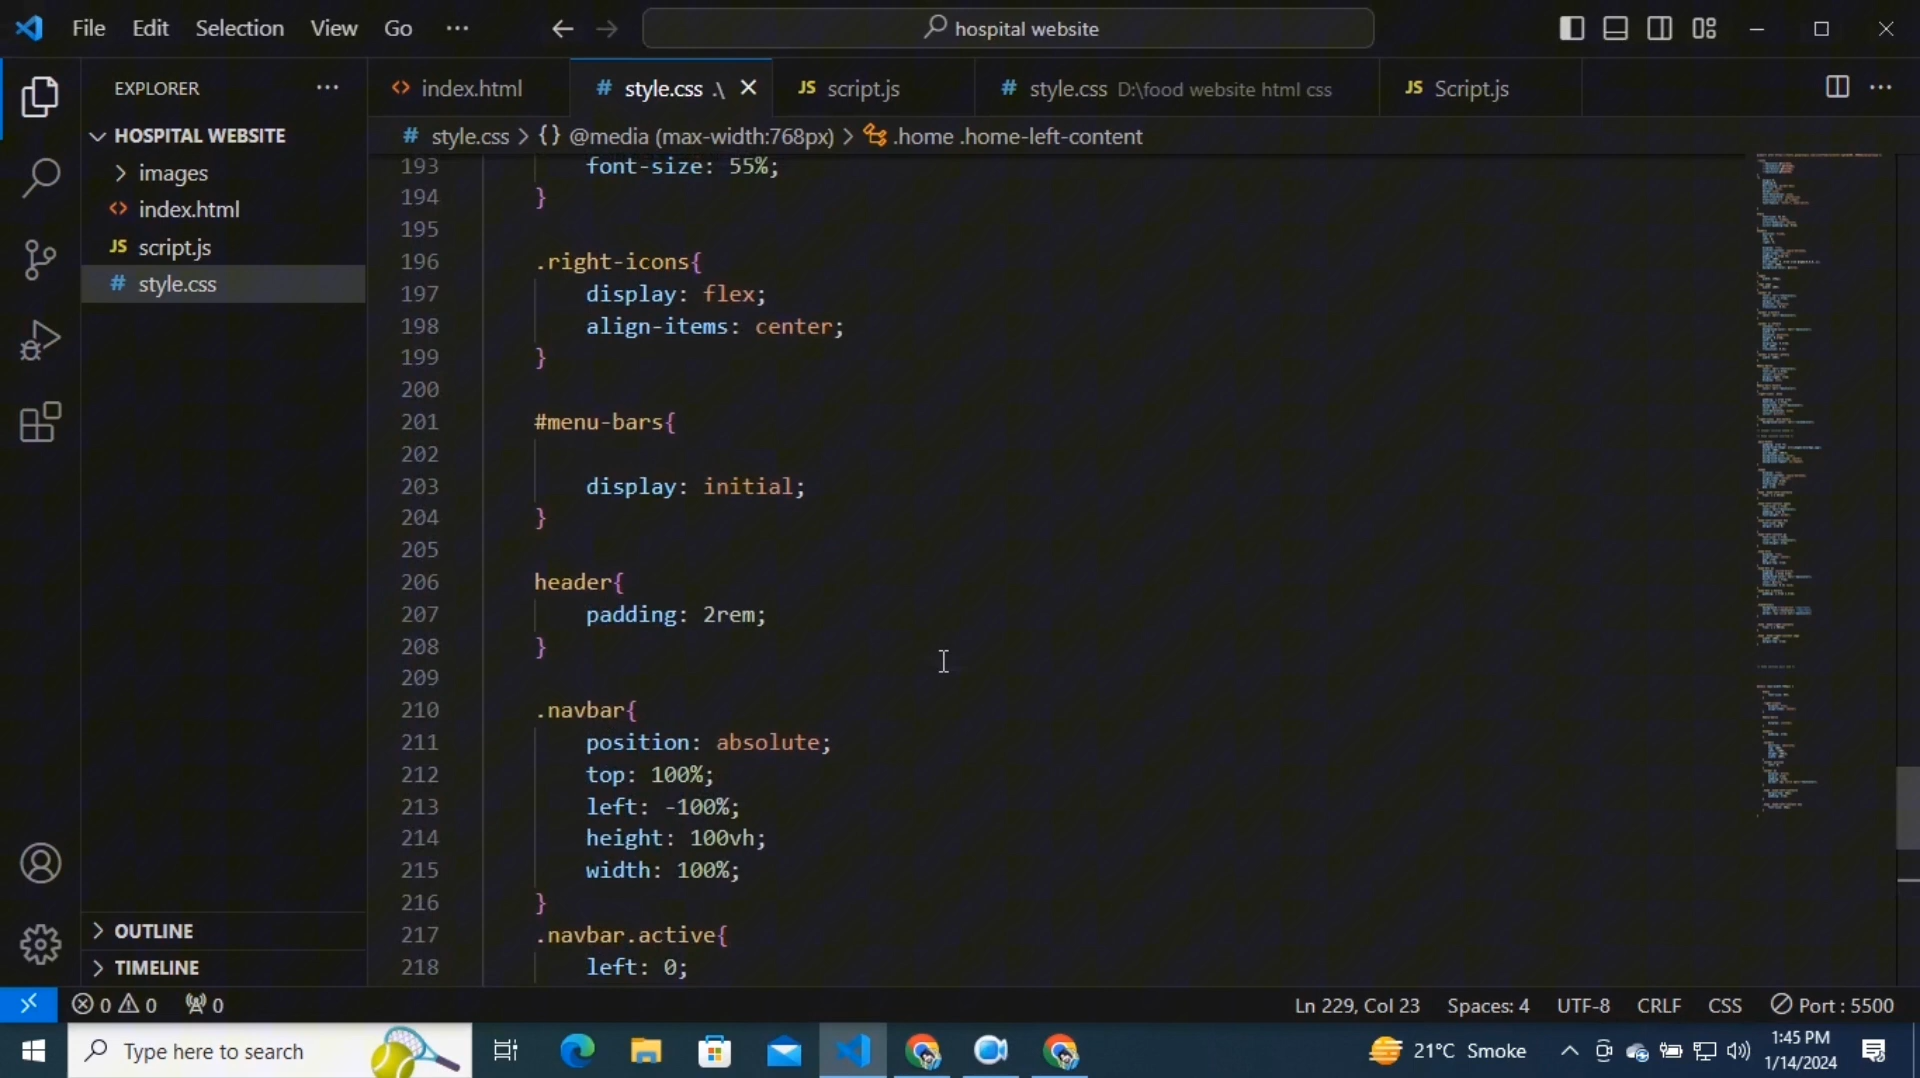 File Edit Selection View Go ···
hospital website
EXPLORER ···
HOSPITAL WEBSITE
images
index.html
JS script.js
# style.css
OUTLINE
TIMELINE
index.html # style.css .\ JS script.js # style.css D:\food website html css JS Script.js
# style.css > {} @media (max-width:768px) > .home .home-left-content
193 font-size: 55%;
194 }
195
196 .right-icons{
197 display: flex;
198 align-items: center;
199 }
200
201 #menu-bars{
202
203 display: initial;
204 }
205
206 header{
207 padding: 2rem;
208 }
209
210 .navbar{
211 position: absolute;
212 top: 100%;
213 left: -100%;
214 height: 100vh;
215 width: 100%;
216 }
217 .navbar.active{
218 left: 0;
0 0 0 Ln 229, Col 23 Spaces: 4 UTF-8 CRLF CSS Port : 5500
Type here to search
21°C Smoke
1:45 PM
1/14/2024